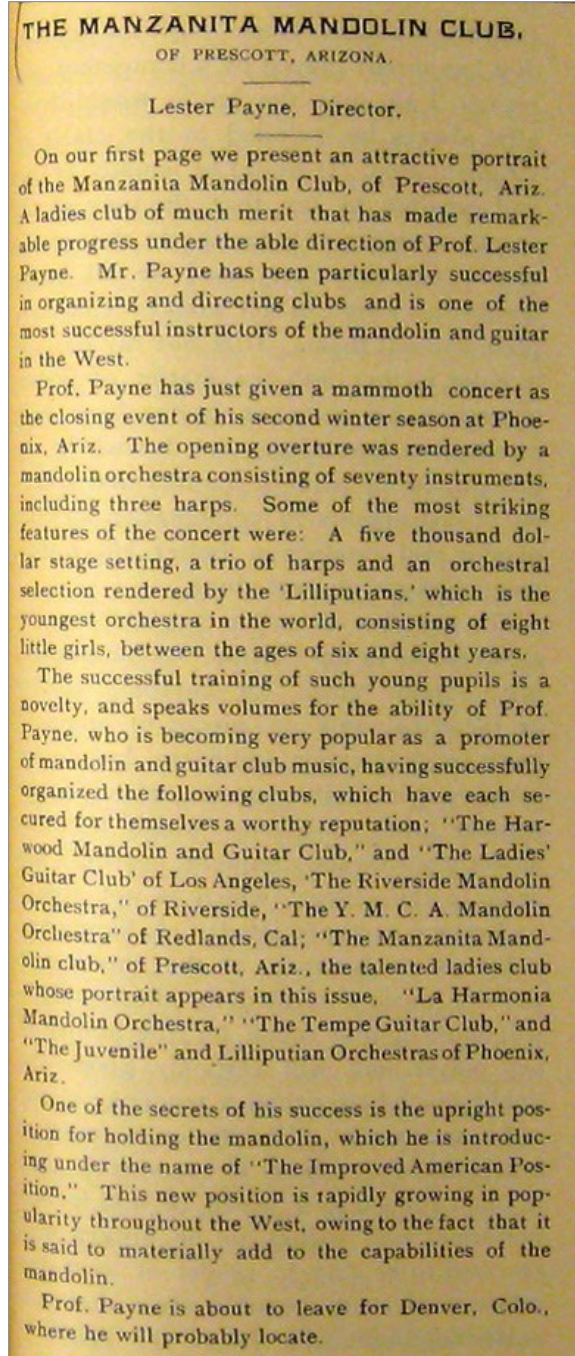 THE MANZANITA MANDOLIN CLUB,
OF PRESCOTT, ARIZONA.
Lester Payne, Director.
On our first page we present an attractive portrait
of the Manzanita Mandolin Club, of Prescott, Ariz.
A ladies club of much merit that has made remark-
able progress under the able direction of Prof. Lester
Payne. Mr. Payne has been particularly successful
in organizing and directing clubs and is one of the
most successful instructors of the mandolin and guitar
in the West.
Prof. Payne has just given a mammoth concert as
the closing event of his second winter season at Phoe-
nix, Ariz. The opening overture was rendered by a
mandolin orchestra consisting of seventy instruments,
including three harps. Some of the most striking
features of the concert were: A five thousand dol-
lar stage setting, a trio of harps and an orchestral
selection rendered by the 'Lilliputians,' which is the
youngest orchestra in the world, consisting of eight
little girls, between the ages of six and eight years.
The successful training of such young pupils is a
novelty, and speaks volumes for the ability of Prof.
Payne, who is becoming very popular as a promoter
of mandolin and guitar club music, having successfully
organized the following clubs, which have each se-
cured for themselves a worthy reputation; "The Har-
wood Mandolin and Guitar Club," and "The Ladies'
Guitar Club' of Los Angeles, 'The Riverside Mandolin
Orchestra," of Riverside, "The Y. M. C. A. Mandolin
Orchestra" of Redlands, Cal; "The Manzanita Mand-
olin club," of Prescott, Ariz., the talented ladies club
whose portrait appears in this issue, "La Harmonia
Mandolin Orchestra," "The Tempe Guitar Club," and
"The Juvenile" and Lilliputian Orchestras of Phoenix,
Ariz.
One of the secrets of his success is the upright pos-
ition for holding the mandolin, which he is introduc-
ing under the name of "The Improved American Pos-
ition." This new position is rapidly growing in pop-
ularity throughout the West, owing to the fact that it
is said to materially add to the capabilities of the
mandolin.
Prof. Payne is about to leave for Denver, Colo.,
where he will probably locate.